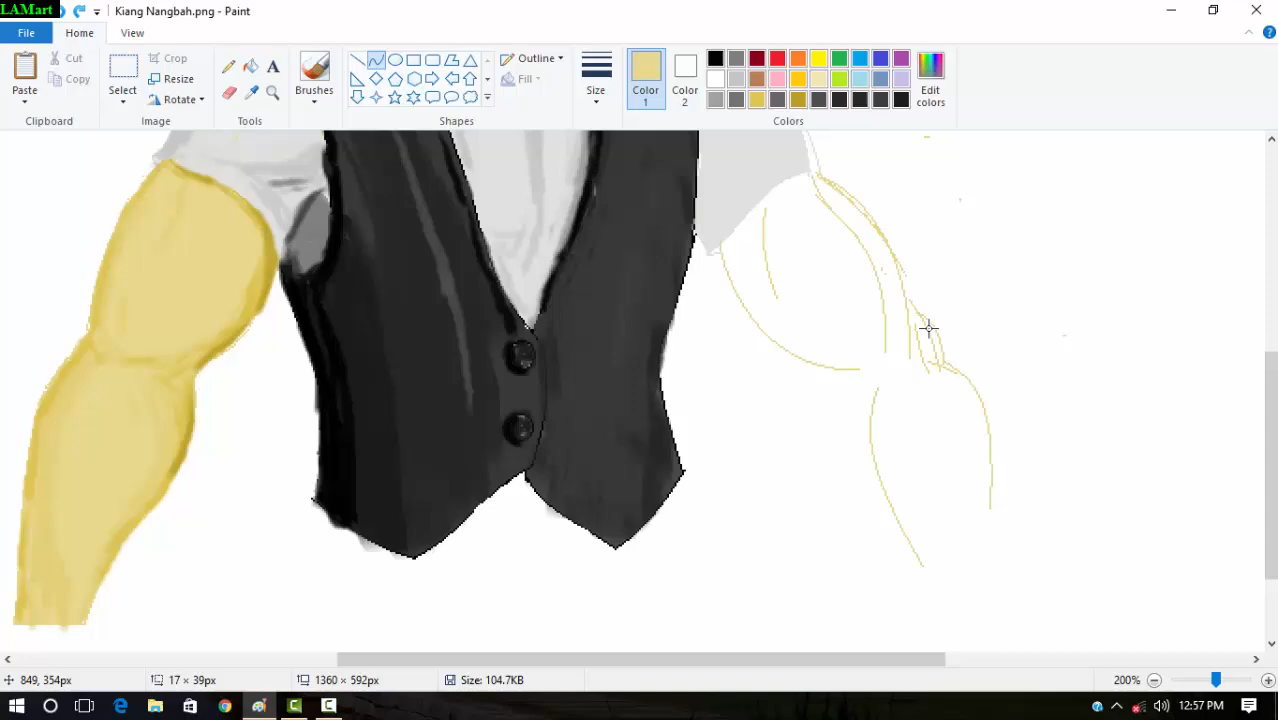 LAMart
Kiang Nangbah.png - Paint
File
Home
View
Paste
Cut
Copy
Clipboard
Select
Crop
Resize
Rotate
Image
A
Tools
Brushes
Outline
Fill
Shapes
Size
Color
1
Color
2
Edit
colors
Colors
849, 354px
17 × 39px
1360 × 592px
Size: 104.7KB
200%
12:57 PM